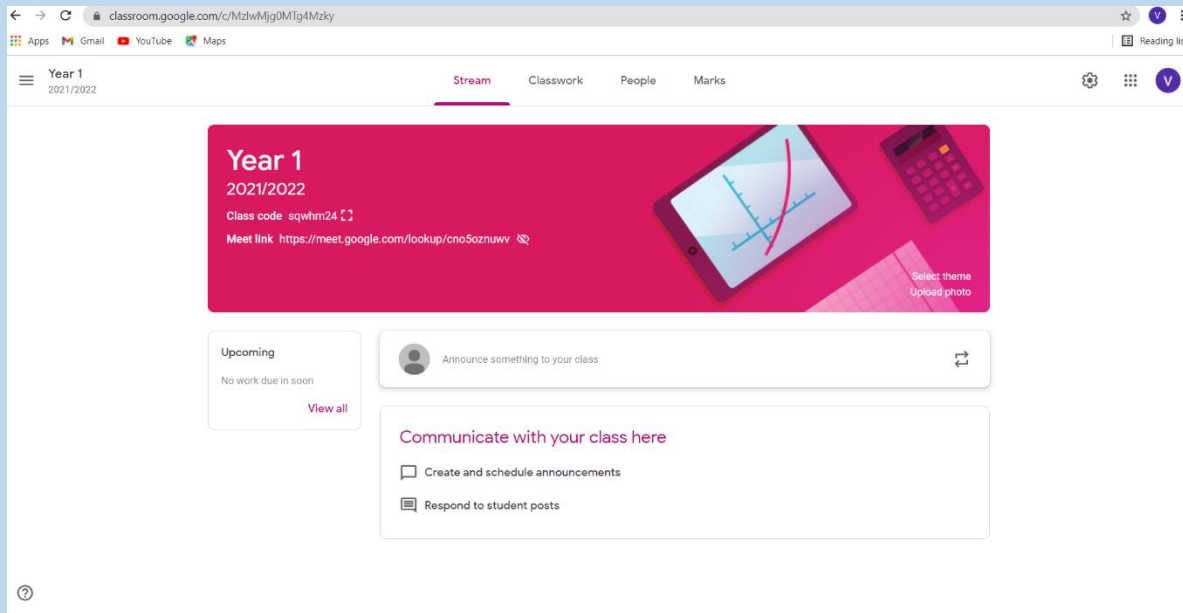 classroom.google.com/c/MzIwMjg0MTg4Mzky
V
Apps Gmail YouTube Maps Reading lis
Year 1
2021/2022
Stream Classwork People Marks
V
Year 1
2021/2022
Class code sqwhm24
Meet link https://meet.google.com/lookup/cno5oznuwv
Select theme
Upload photo
Upcoming
No work due in soon
View all
Announce something to your class
Communicate with your class here
Create and schedule announcements
Respond to student posts